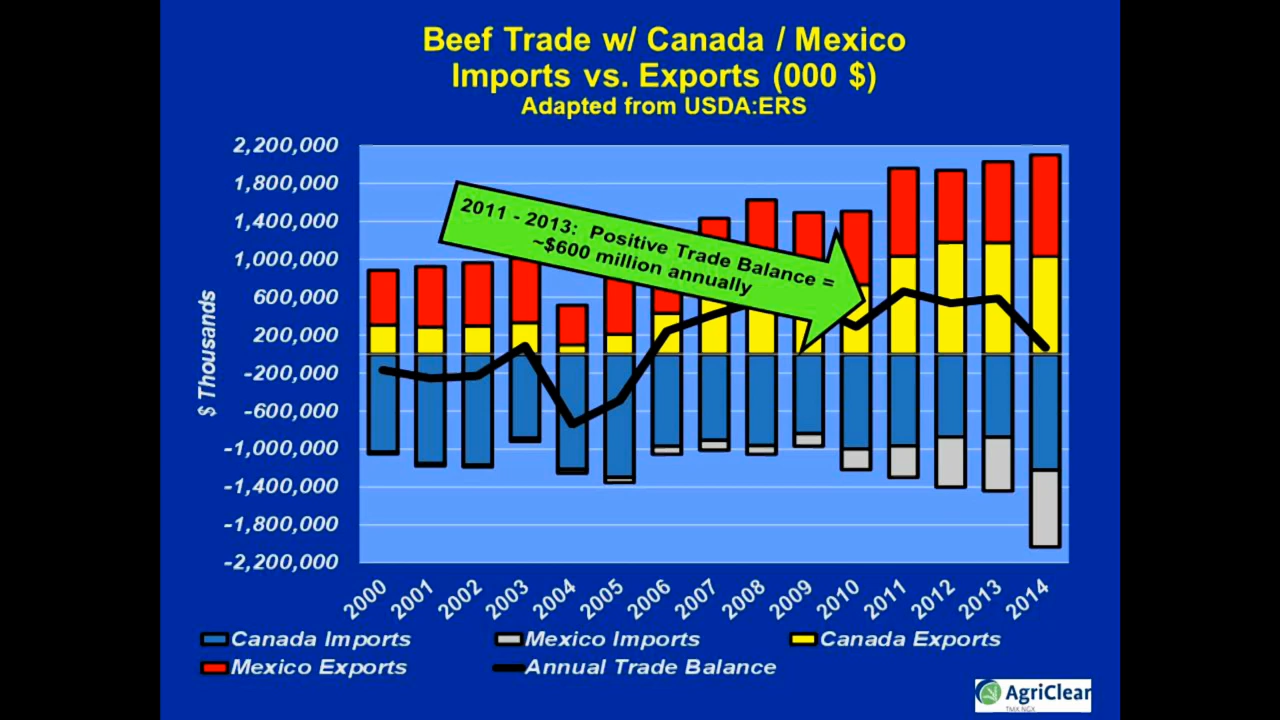 Beef Trade w/ Canada / Mexico
Imports vs. Exports (000 $)
Adapted from USDA:ERS
2,200,000
1,800,000
1,400,000
1,000,000
600,000
200,000
-200,000
-600,000
-1,000,000
-1,400,000
-1,800,000
-2,200,000
$ Thousands
2011 - 2013: Positive Trade Balance =
~$600 million annually
2000 2001 2002 2003 2004 2005 2006 2007 2008 2009 2010 2011 2012 2013 2014
Canada Imports Mexico Imports Canada Exports
Mexico Exports Annual Trade Balance
AgriClear
TMX NGX